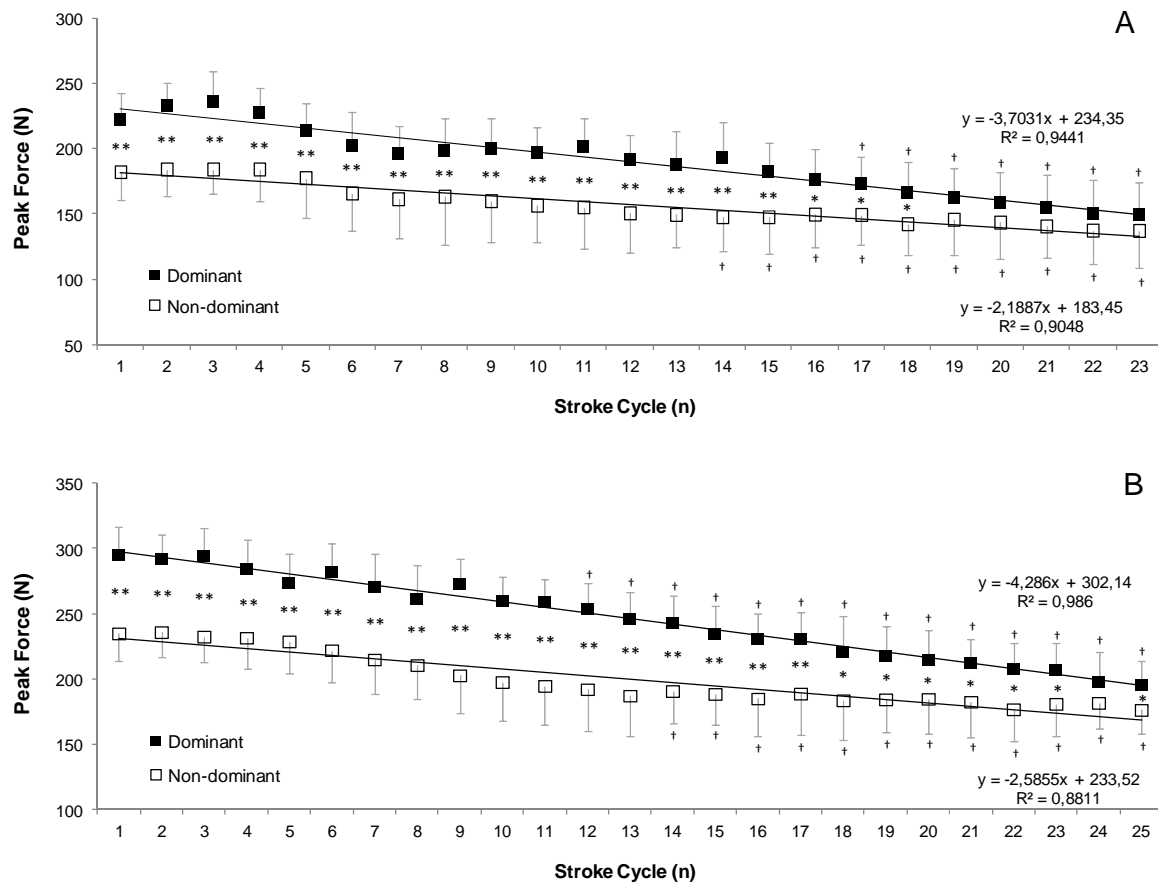 A
300
250
200
150
100
50
Peak Force (N)
y = -3,7031x + 234,35
R² = 0,9441
† † † † † † †
** ** ** ** ** ** ** ** ** ** ** ** ** ** ** * * *
† † † † † † † † † †
Dominant
Non-dominant
y = -2,1887x + 183,45
R² = 0,9048
1 2 3 4 5 6 7 8 9 10 11 12 13 14 15 16 17 18 19 20 21 22 23
Stroke Cycle (n)
B
350
300
250
200
150
100
Peak Force (N)
y = -4,286x + 302,14
R² = 0,986
† † † † † † † † † † † † † †
** ** ** ** ** ** ** ** ** ** ** ** ** ** ** ** ** * * * * * * *
† † † † † † † † † † † †
Dominant
Non-dominant
y = -2,5855x + 233,52
R² = 0,8811
1 2 3 4 5 6 7 8 9 10 11 12 13 14 15 16 17 18 19 20 21 22 23 24 25
Stroke Cycle (n)